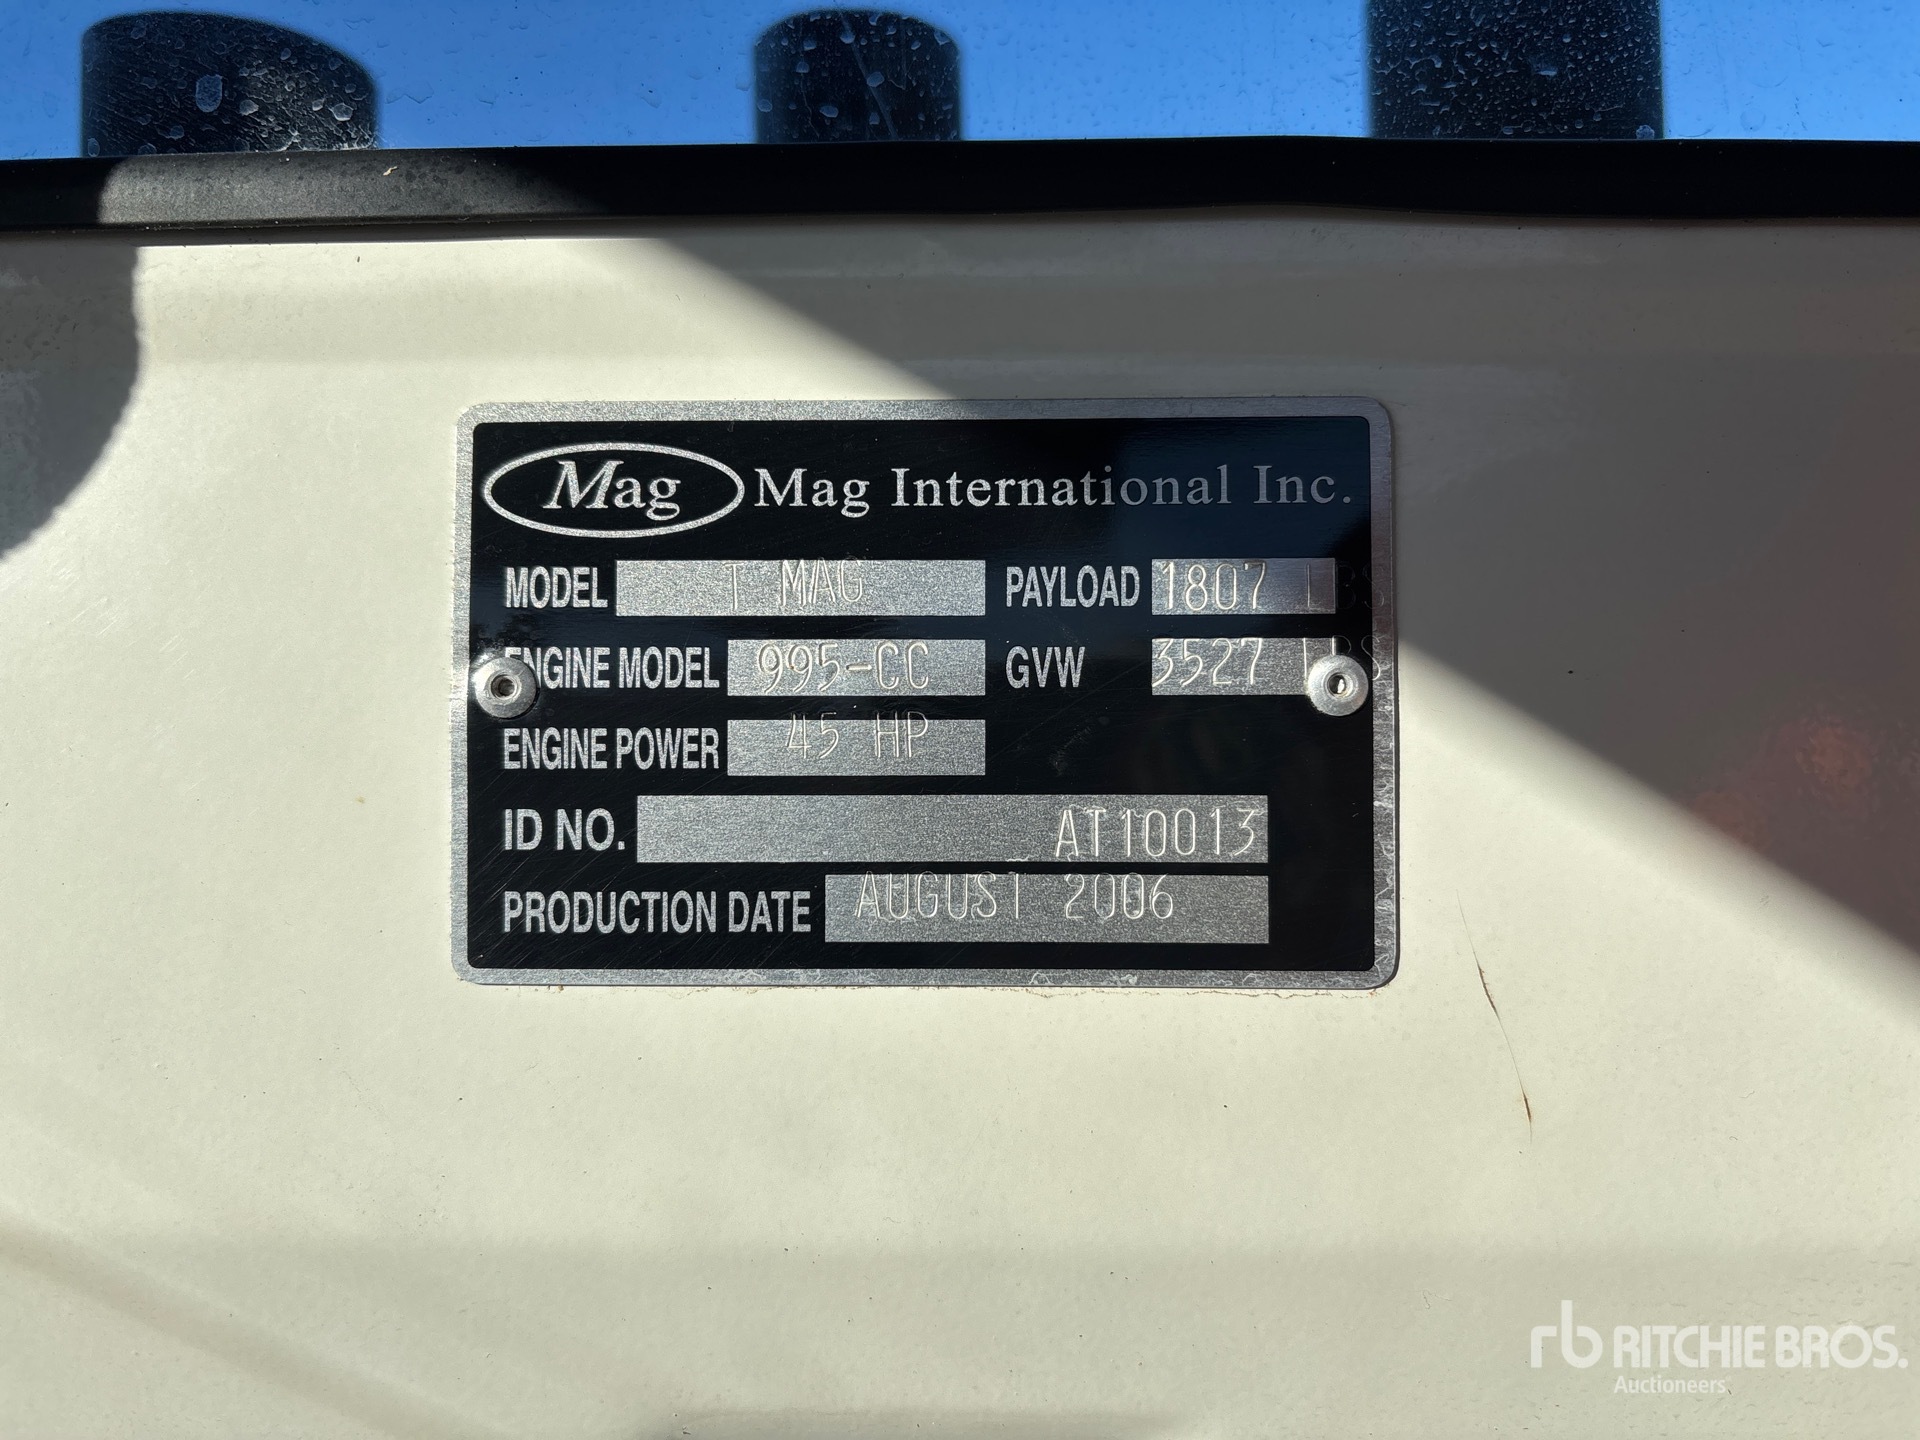 Mag Mag International Inc.
MODEL T MAG PAYLOAD 1807 LBS
ENGINE MODEL 995-CC GVW 3527 LBS
ENGINE POWER 45 HP
ID NO. AT10013
PRODUCTION DATE AUGUST 2006
rb RITCHIE BROS.
Auctioneers